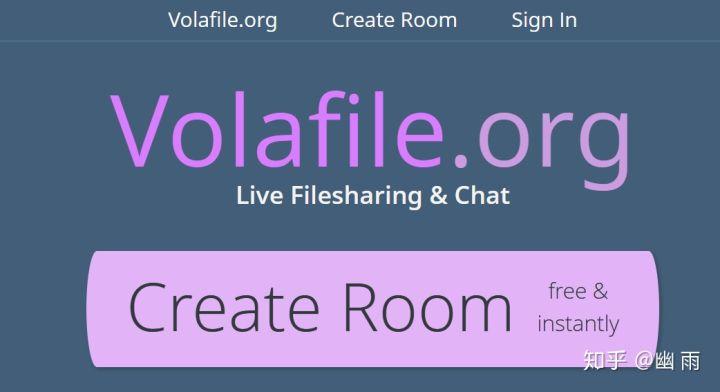 Volafile.org Create Room Sign In
Volafile.org
Live Filesharing & Chat
Create Room free &
instantly
知乎 @幽 雨